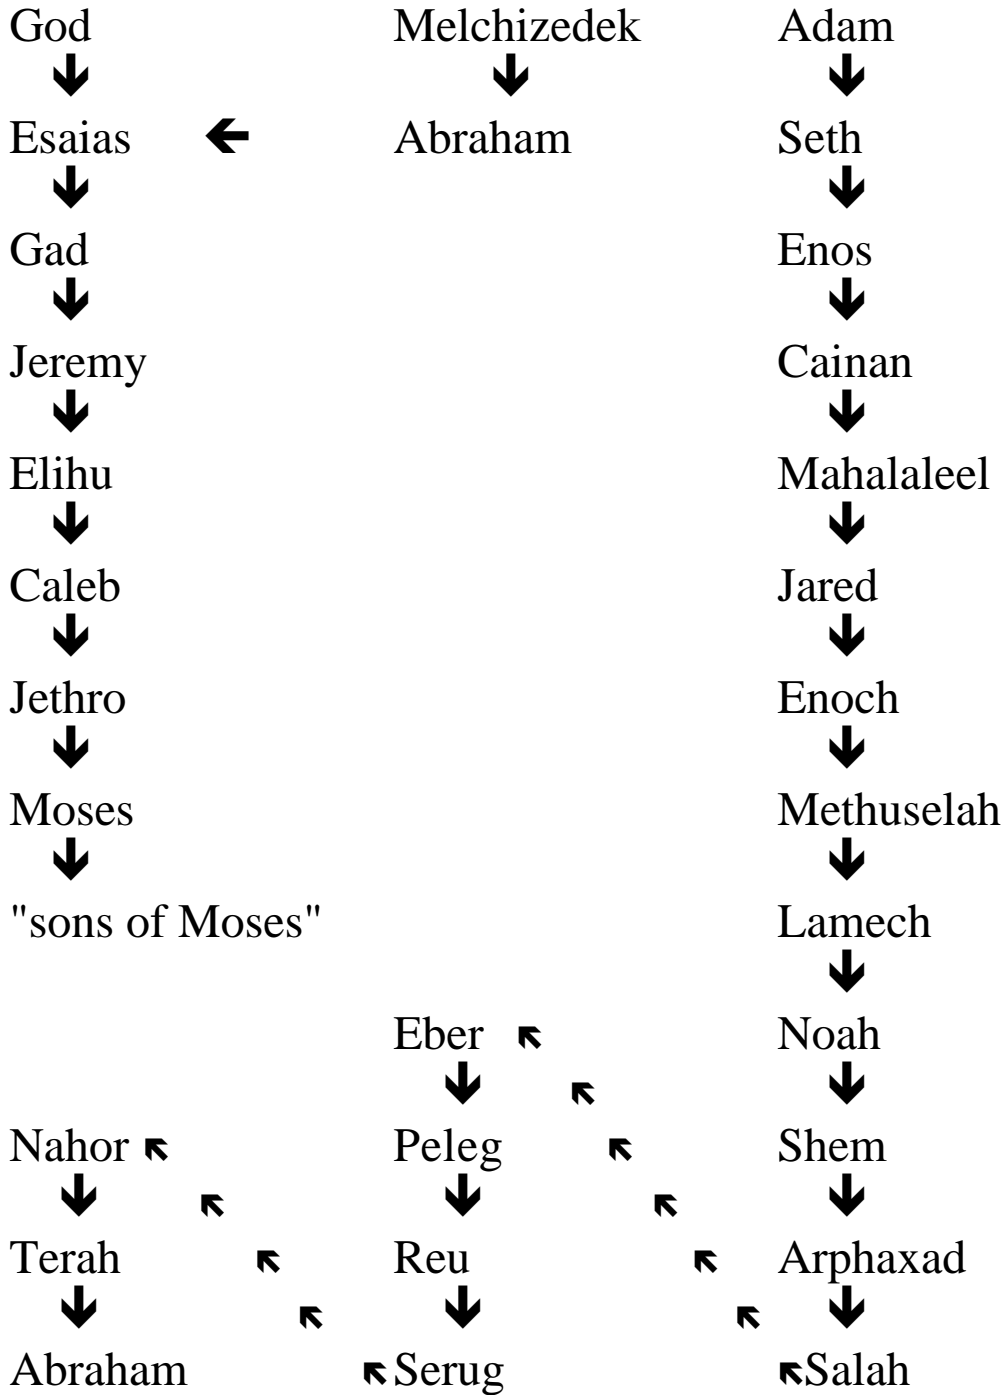 God Melchizedek Adam
Esaias Abraham Seth
Gad Enos
Jeremy Cainan
Elihu Mahalaleel
Caleb Jared
Jethro Enoch
Moses Methuselah
"sons of Moses" Lamech
Eber Noah
Nahor Peleg Shem
Terah Reu Arphaxad
Abraham Serug Salah